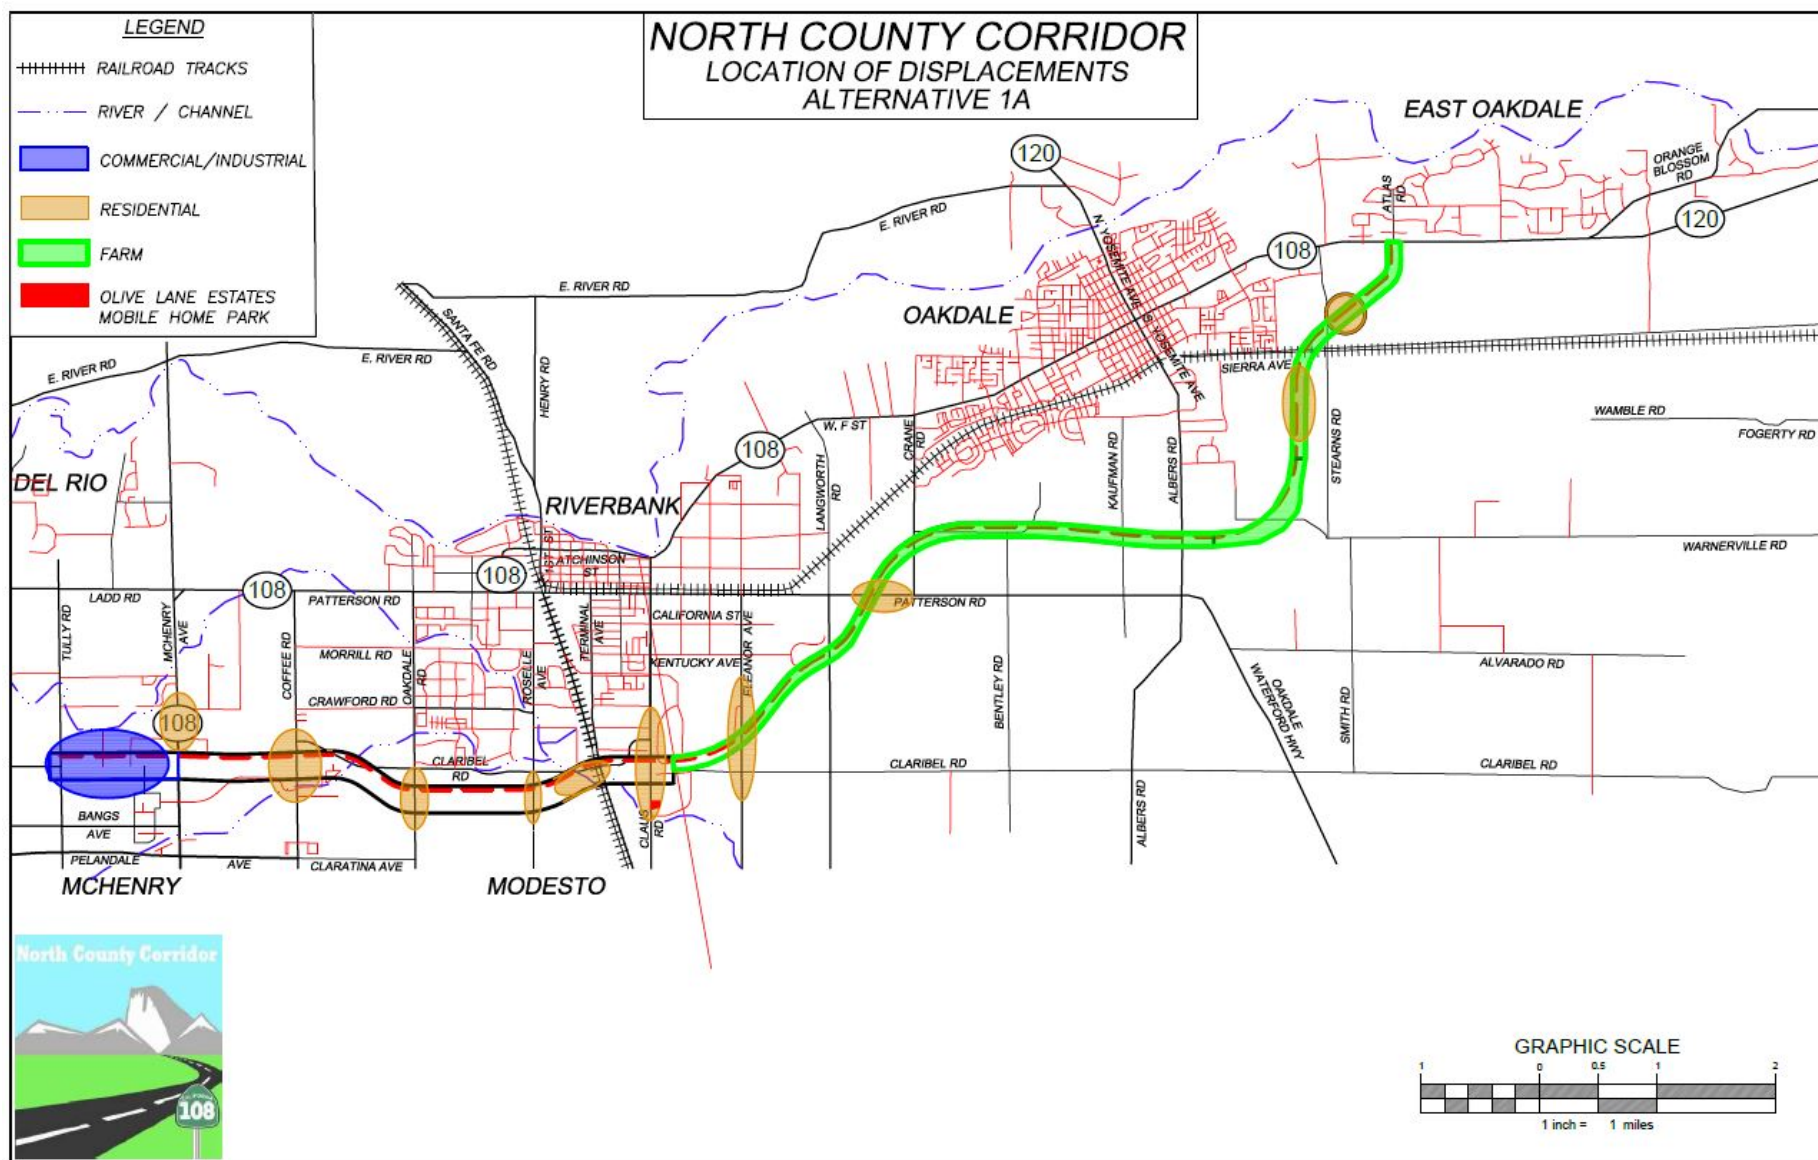 LEGEND
RAILROAD TRACKS
RIVER / CHANNEL
COMMERCIAL/INDUSTRIAL
RESIDENTIAL
FARM
OLIVE LANE ESTATES
MOBILE HOME PARK
NORTH COUNTY CORRIDOR
LOCATION OF DISPLACEMENTS
ALTERNATIVE 1A
EAST OAKDALE
120
ORANGE
BLOSSOM
RD
ATLAS
RD
120
E. RIVER RD
N. YOSEMITE AVE
108
E. RIVER RD
OAKDALE
S. YOSEMITE AVE
SANTA FE RD
E. RIVER RD
E. RIVER RD
HENRY RD
SIERRA AVE
WAMBLE RD
FOGERTY RD
W. F ST
CRANE
RD
108
KAUFMAN RD
ALBERS RD
STEARNS RD
LANGWORTH
RD
DEL RIO
RIVERBANK
1ST ST
ATCHINSON
ST
WARNERVILLE RD
108
108
LADD RD
PATTERSON RD
PATTERSON RD
CALIFORNIA ST
TULLY RD
MCHENRY
AVE
COFFEE RD
MORRILL RD
OAKDALE
RD
ROSELLE
AVE
TERMINAL
AVE
KENTUCKY AVE
ELEANOR AVE
ALVARADO RD
BENTLEY RD
OAKDALE
WATERFORD HWY
SMITH RD
CRAWFORD RD
108
CLARIBEL
RD
CLARIBEL RD
CLARIBEL RD
BANGS
AVE
CLAUS
RD
ALBERS RD
PELANDALE
AVE
CLARATINA AVE
MCHENRY
MODESTO
North County Corridor
CALIFORNIA
108
GRAPHIC SCALE
1 0 0.5 1 2
1 inch = 1 miles